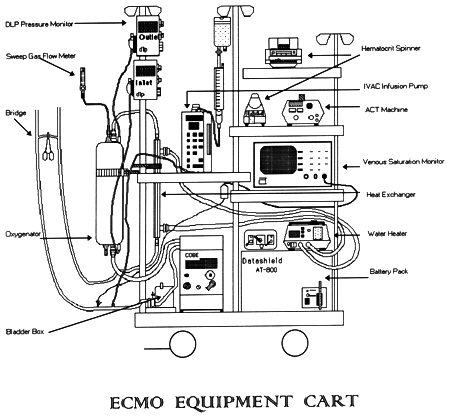 DLP Pressure Monitor
Outlet
dlp
Sweep Gas Flow Meter
Hematocrit Spinner
Inlet
dlp
IVAC Infusion Pump
Bridge
ACT Machine
Venous Saturation Monitor
Heat Exchanger
Oxygenator
Water Heater
COBE
Datashield
AT-800
Battery Pack
Bladder Box
ECMO EQUIPMENT CART